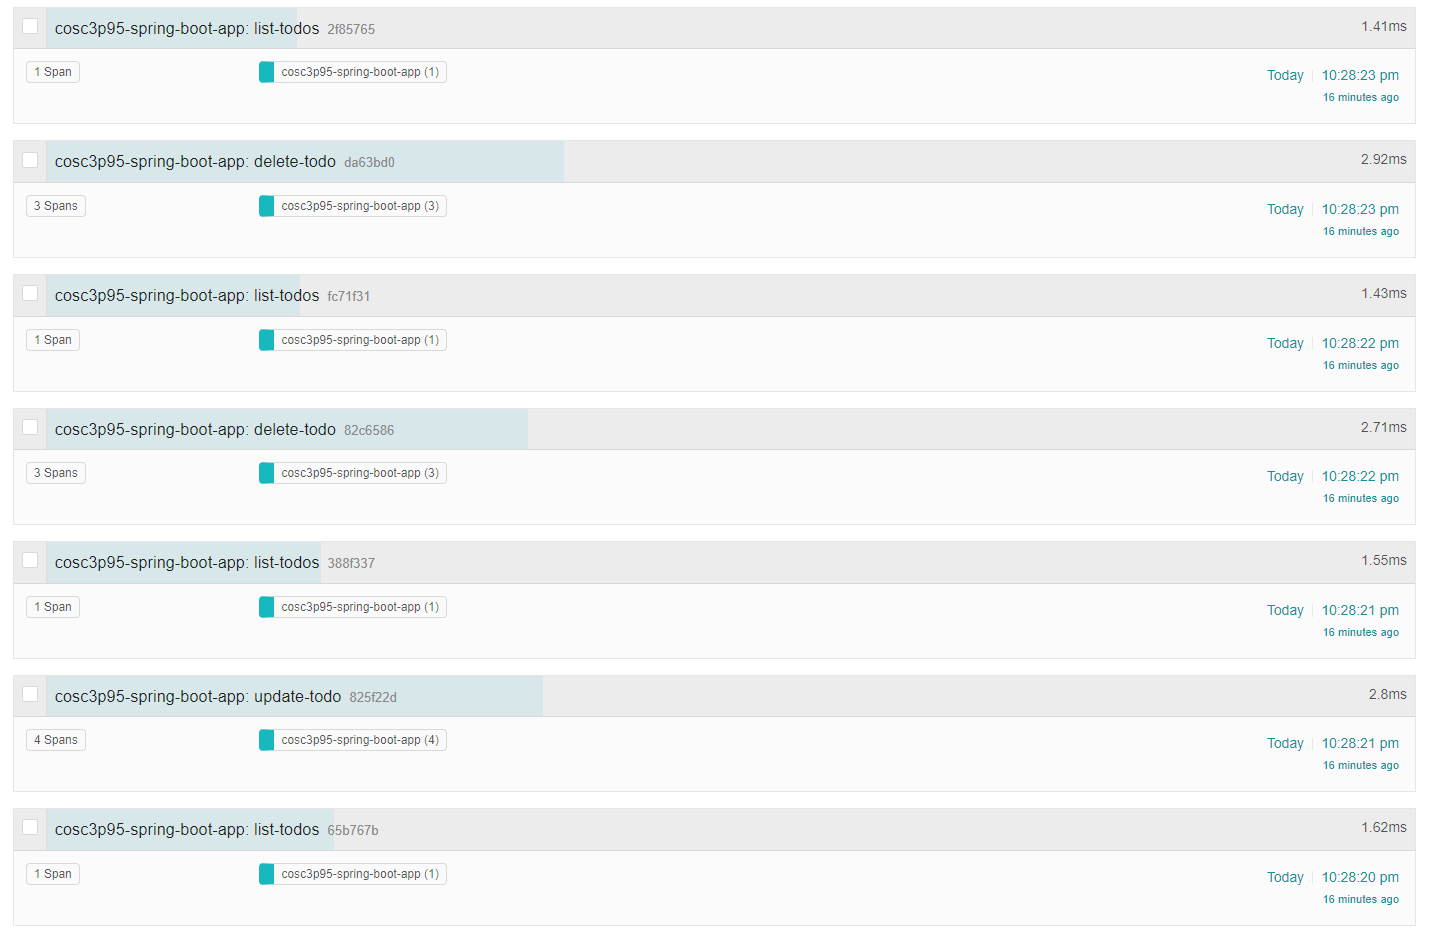 cosc3p95-spring-boot-app: list-todos 2f85765 1.41ms
1 Span cosc3p95-spring-boot-app (1) Today 10:28:23 pm
16 minutes ago
cosc3p95-spring-boot-app: delete-todo da63bd0 2.92ms
3 Spans cosc3p95-spring-boot-app (3) Today 10:28:23 pm
16 minutes ago
cosc3p95-spring-boot-app: list-todos fc71f31 1.43ms
1 Span cosc3p95-spring-boot-app (1) Today 10:28:22 pm
16 minutes ago
cosc3p95-spring-boot-app: delete-todo 82c6586 2.71ms
3 Spans cosc3p95-spring-boot-app (3) Today 10:28:22 pm
16 minutes ago
cosc3p95-spring-boot-app: list-todos 388f337 1.55ms
1 Span cosc3p95-spring-boot-app (1) Today 10:28:21 pm
16 minutes ago
cosc3p95-spring-boot-app: update-todo 825f22d 2.8ms
4 Spans cosc3p95-spring-boot-app (4) Today 10:28:21 pm
16 minutes ago
cosc3p95-spring-boot-app: list-todos 65b767b 1.62ms
1 Span cosc3p95-spring-boot-app (1) Today 10:28:20 pm
16 minutes ago